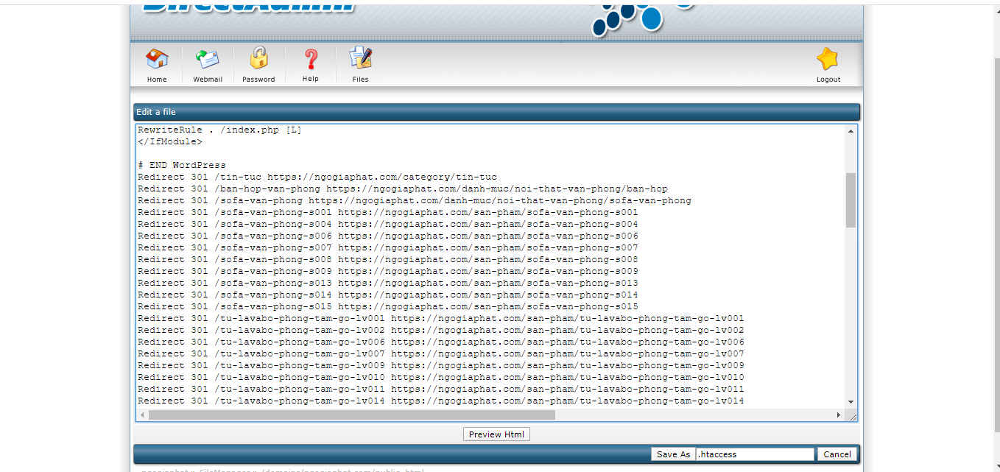 DirectAdmin
Home Webmail Password Help Files Logout
Edit a file
RewriteRule . /index.php [L]
</IfModule>
# END WordPress
Redirect 301 /tin-tuc https://ngogiaphat.com/category/tin-tuc
Redirect 301 /ban-hop-van-phong https://ngogiaphat.com/danh-muc/noi-that-van-phong/ban-hop
Redirect 301 /sofa-van-phong https://ngogiaphat.com/danh-muc/noi-that-van-phong/sofa-van-phong
Redirect 301 /sofa-van-phong-s001 https://ngogiaphat.com/san-pham/sofa-van-phong-s001
Redirect 301 /sofa-van-phong-s004 https://ngogiaphat.com/san-pham/sofa-van-phong-s004
Redirect 301 /sofa-van-phong-s006 https://ngogiaphat.com/san-pham/sofa-van-phong-s006
Redirect 301 /sofa-van-phong-s007 https://ngogiaphat.com/san-pham/sofa-van-phong-s007
Redirect 301 /sofa-van-phong-s008 https://ngogiaphat.com/san-pham/sofa-van-phong-s008
Redirect 301 /sofa-van-phong-s009 https://ngogiaphat.com/san-pham/sofa-van-phong-s009
Redirect 301 /sofa-van-phong-s013 https://ngogiaphat.com/san-pham/sofa-van-phong-s013
Redirect 301 /sofa-van-phong-s014 https://ngogiaphat.com/san-pham/sofa-van-phong-s014
Redirect 301 /sofa-van-phong-s015 https://ngogiaphat.com/san-pham/sofa-van-phong-s015
Redirect 301 /tu-lavabo-phong-tam-go-lv001 https://ngogiaphat.com/san-pham/tu-lavabo-phong-tam-go-lv001
Redirect 301 /tu-lavabo-phong-tam-go-lv002 https://ngogiaphat.com/san-pham/tu-lavabo-phong-tam-go-lv002
Redirect 301 /tu-lavabo-phong-tam-go-lv006 https://ngogiaphat.com/san-pham/tu-lavabo-phong-tam-go-lv006
Redirect 301 /tu-lavabo-phong-tam-go-lv007 https://ngogiaphat.com/san-pham/tu-lavabo-phong-tam-go-lv007
Redirect 301 /tu-lavabo-phong-tam-go-lv009 https://ngogiaphat.com/san-pham/tu-lavabo-phong-tam-go-lv009
Redirect 301 /tu-lavabo-phong-tam-go-lv010 https://ngogiaphat.com/san-pham/tu-lavabo-phong-tam-go-lv010
Redirect 301 /tu-lavabo-phong-tam-go-lv011 https://ngogiaphat.com/san-pham/tu-lavabo-phong-tam-go-lv011
Redirect 301 /tu-lavabo-phong-tam-go-lv014 https://ngogiaphat.com/san-pham/tu-lavabo-phong-tam-go-lv014
Preview Html
Save As .htaccess Cancel